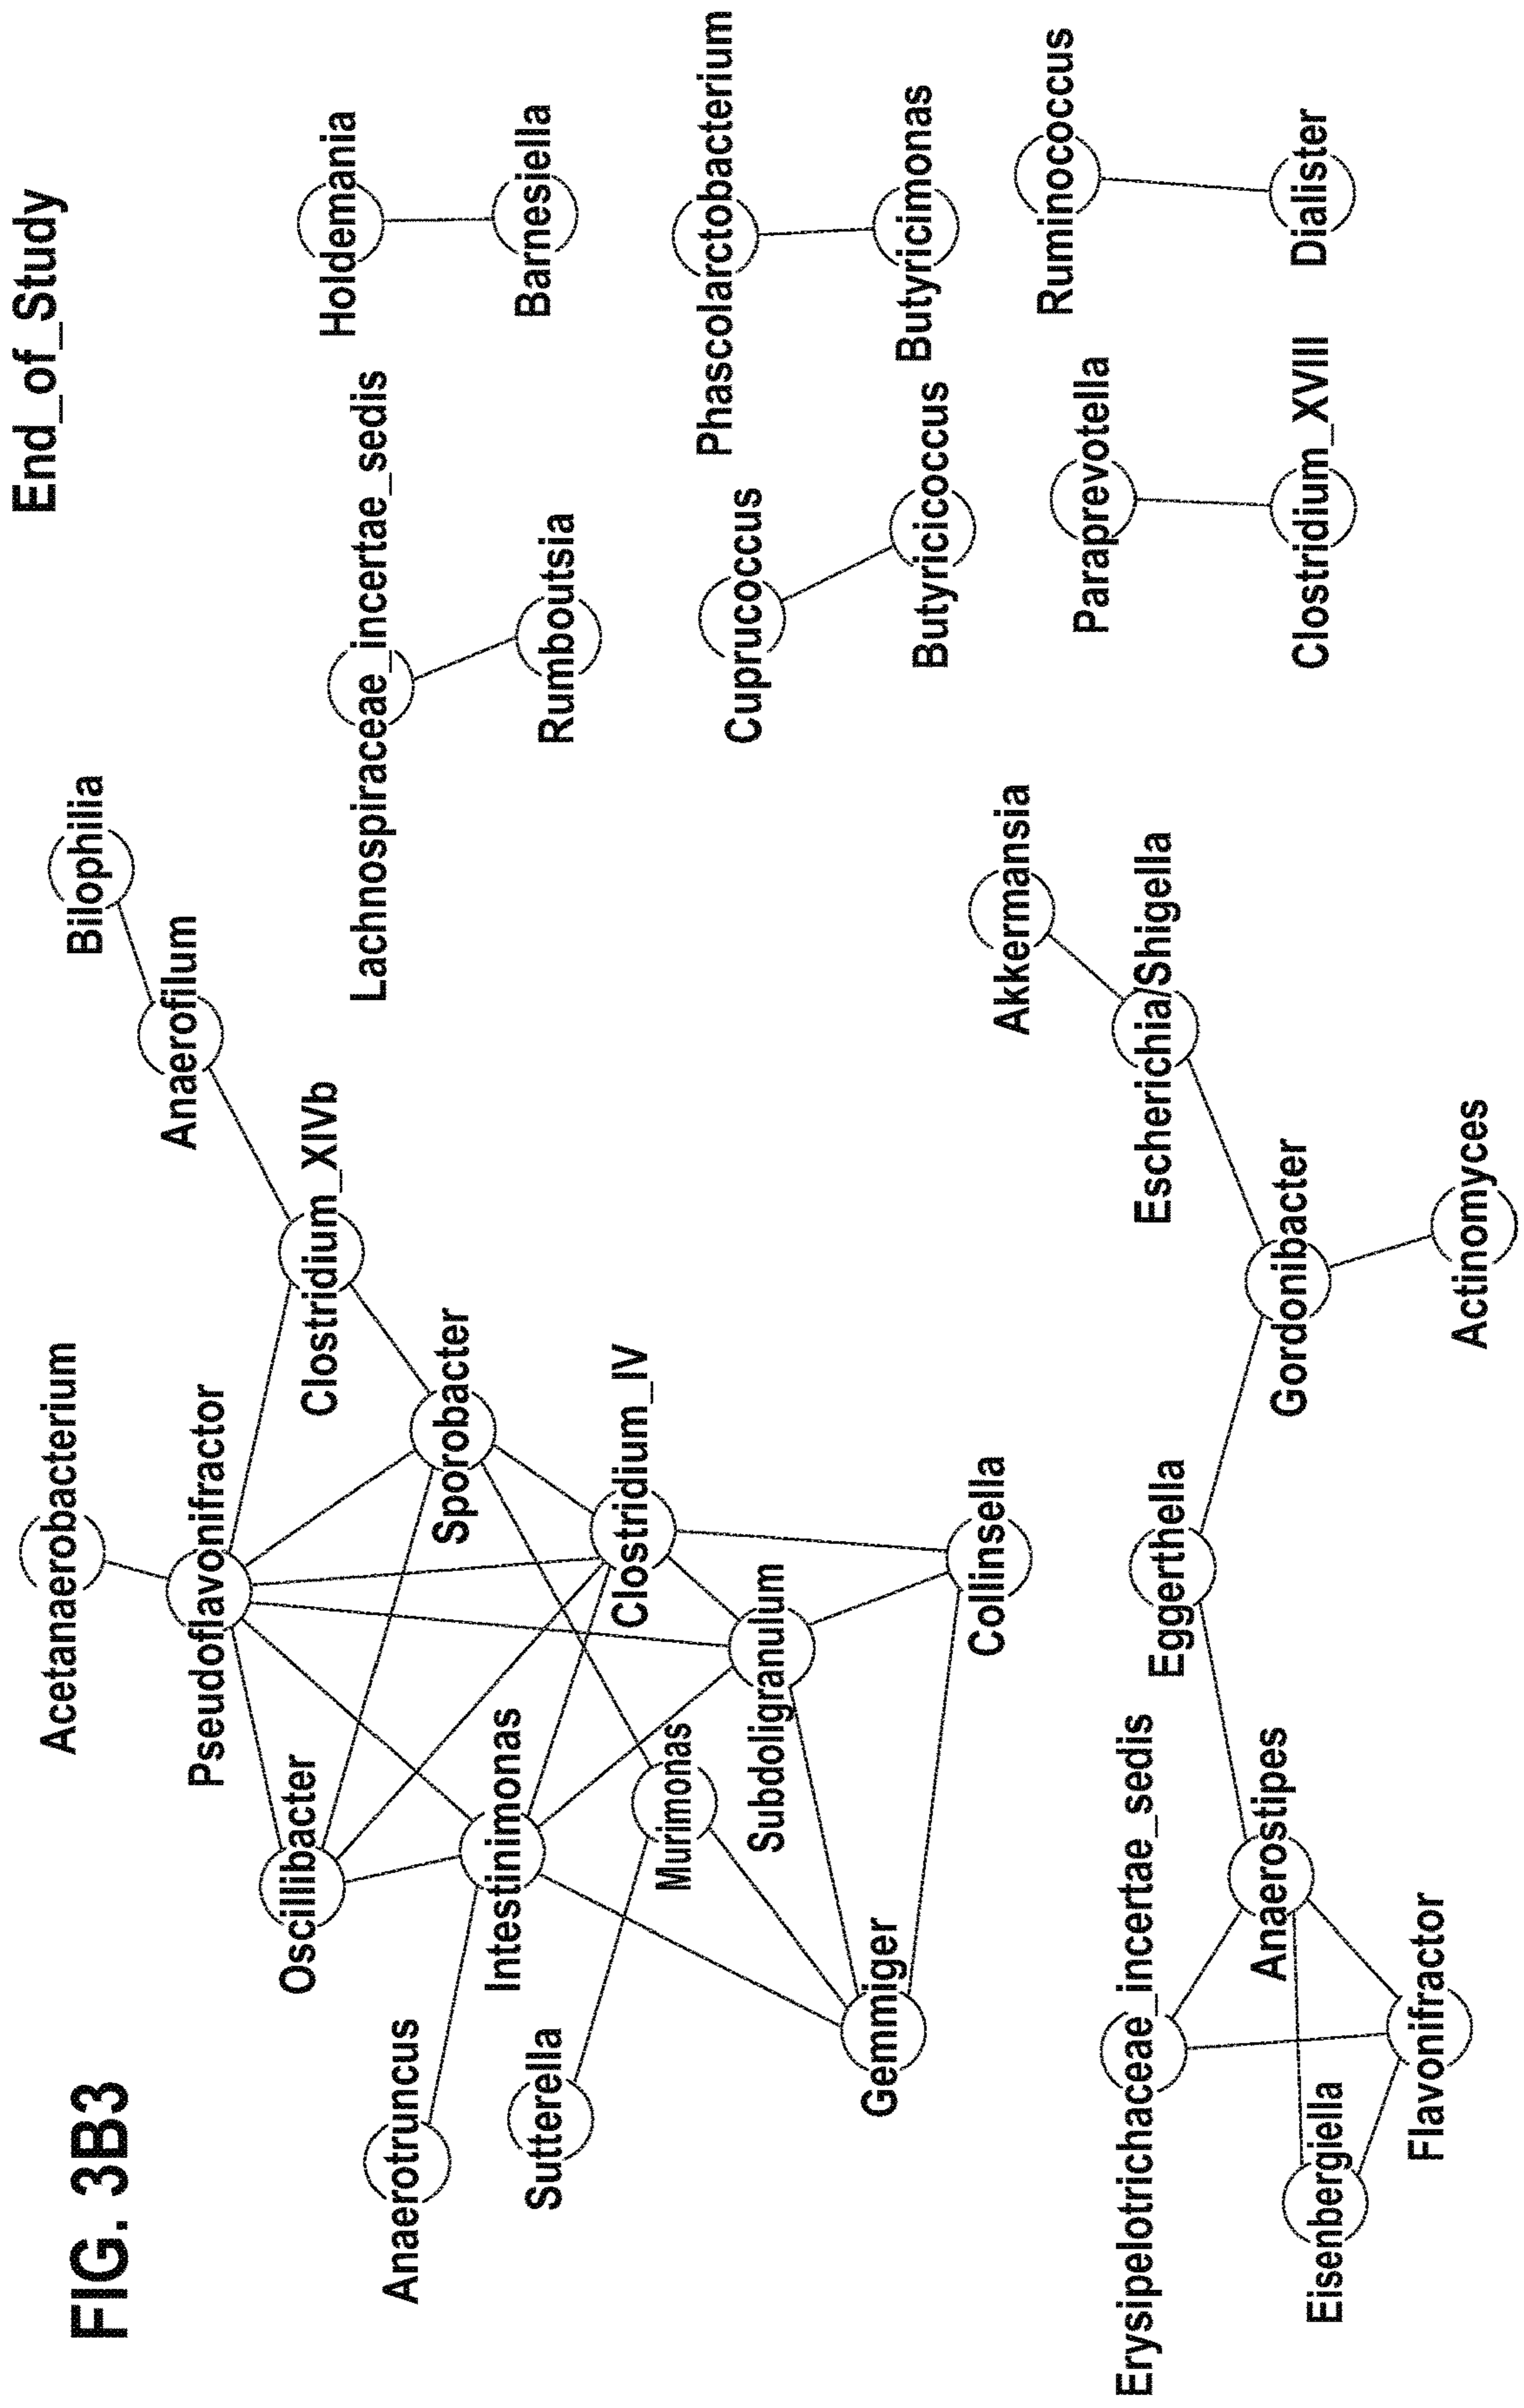 FIG. 3B3
End_of_Study
Acetanaerobacterium
Bilophilia
Pseudoflavonifractor
Anaerofilum
Oscillibacter
Clostridium_XIVb
Holdemania
Anaerotruncus
Lachnospiraceae_incertae_sedis
Sporobacter
Intestinimonas
Barnesiella
Sutterella
Rumboutsia
Clostridium_IV
Murimonas
Phascolarctobacterium
Cuprucoccus
Subdoligranulum
Gemmiger
Butyricimonas
Butyricicoccus
Collinsella
Akkermansia
Ruminococcus
Paraprevotella
Erysipelotrichaceae_incertae_sedis
Eggerthella
Escherichia/Shigella
Anaerostipes
Gordonibacter
Eisenbergiella
Clostridium_XVIII
Dialister
Flavonifractor
Actinomyces